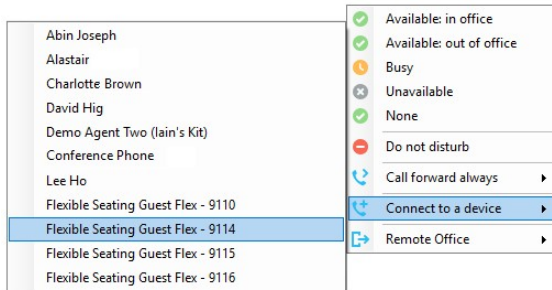 Abin Joseph
Alastair
Charlotte Brown
David Hig
Demo Agent Two (Iain's Kit)
Conference Phone
Lee Ho
Flexible Seating Guest Flex - 9110
Flexible Seating Guest Flex - 9114
Flexible Seating Guest Flex - 9115
Flexible Seating Guest Flex - 9116
Available: in office
Available: out of office
Busy
Unavailable
None
Do not disturb
Call forward always
Connect to a device
Remote Office